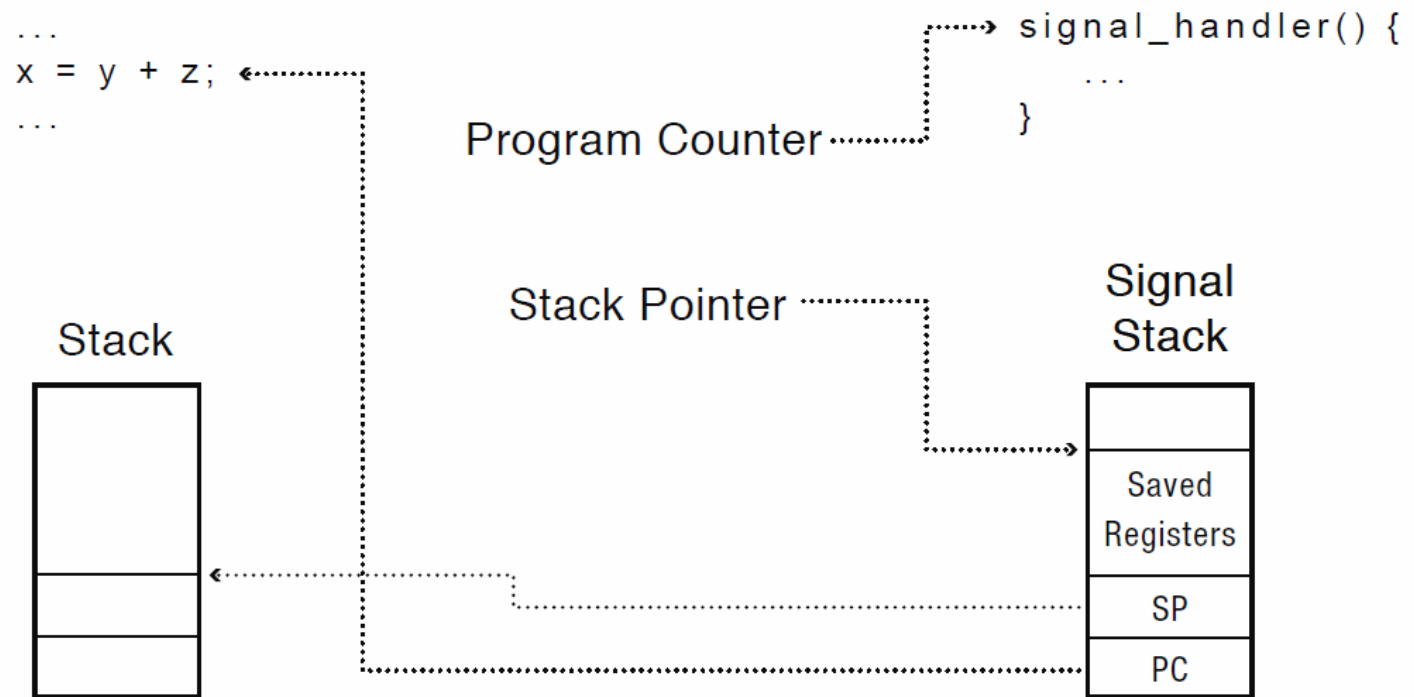 ...
x = y + z;
...
signal_handler() {
...
}
Program Counter
Stack Pointer
Stack
Signal
Stack
Saved
Registers
SP
PC